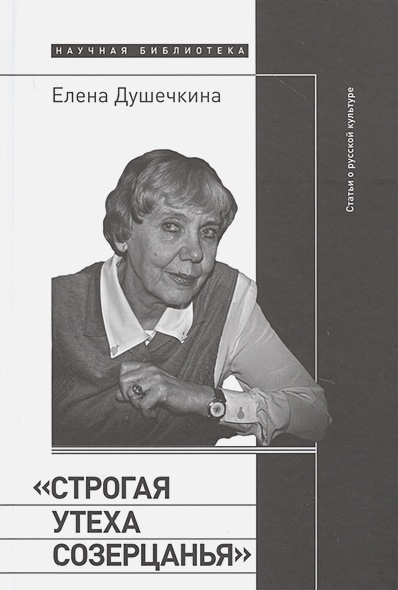 НАУЧНАЯ БИБЛИОТЕКА
Елена Душечкина
Статьи о русской культуре
«СТРОГАЯ
УТЕХА
СОЗЕРЦАНЬЯ»